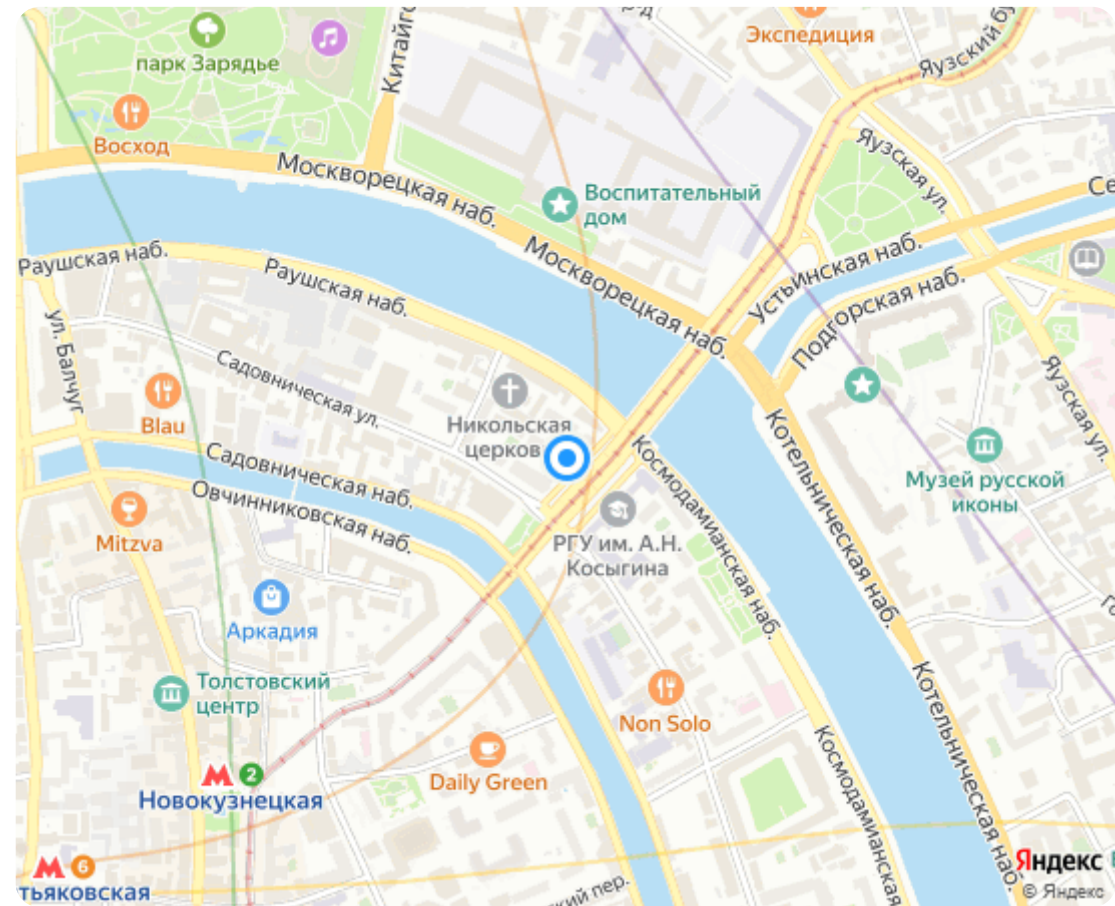 Экспедиция
Яузский бу
парк Зарядье
Китайго
Восход
Москворецкая наб.
Воспитательный
дом
Яузская ул.
Се
Раушская наб.
Раушская наб.
Москворецкая наб.
Устьинская наб.
Подгорская наб.
ул. Балчуг
Садовническая ул.
Яузская ул.
Blau
Никольская
церков
Садовническая наб.
Овчинниковская наб.
Космодамианская наб.
Котельническая наб.
Музей русской
иконы
Mitzva
РГУ им. А.Н.
Косыгина
Аркадия
Толстовский
центр
Non Solo
Котельническая наб.
Космодамианская
Daily Green
2
Новокузнецкая
6
тьяковская
кий пер.
Яндекс
© Яндекс